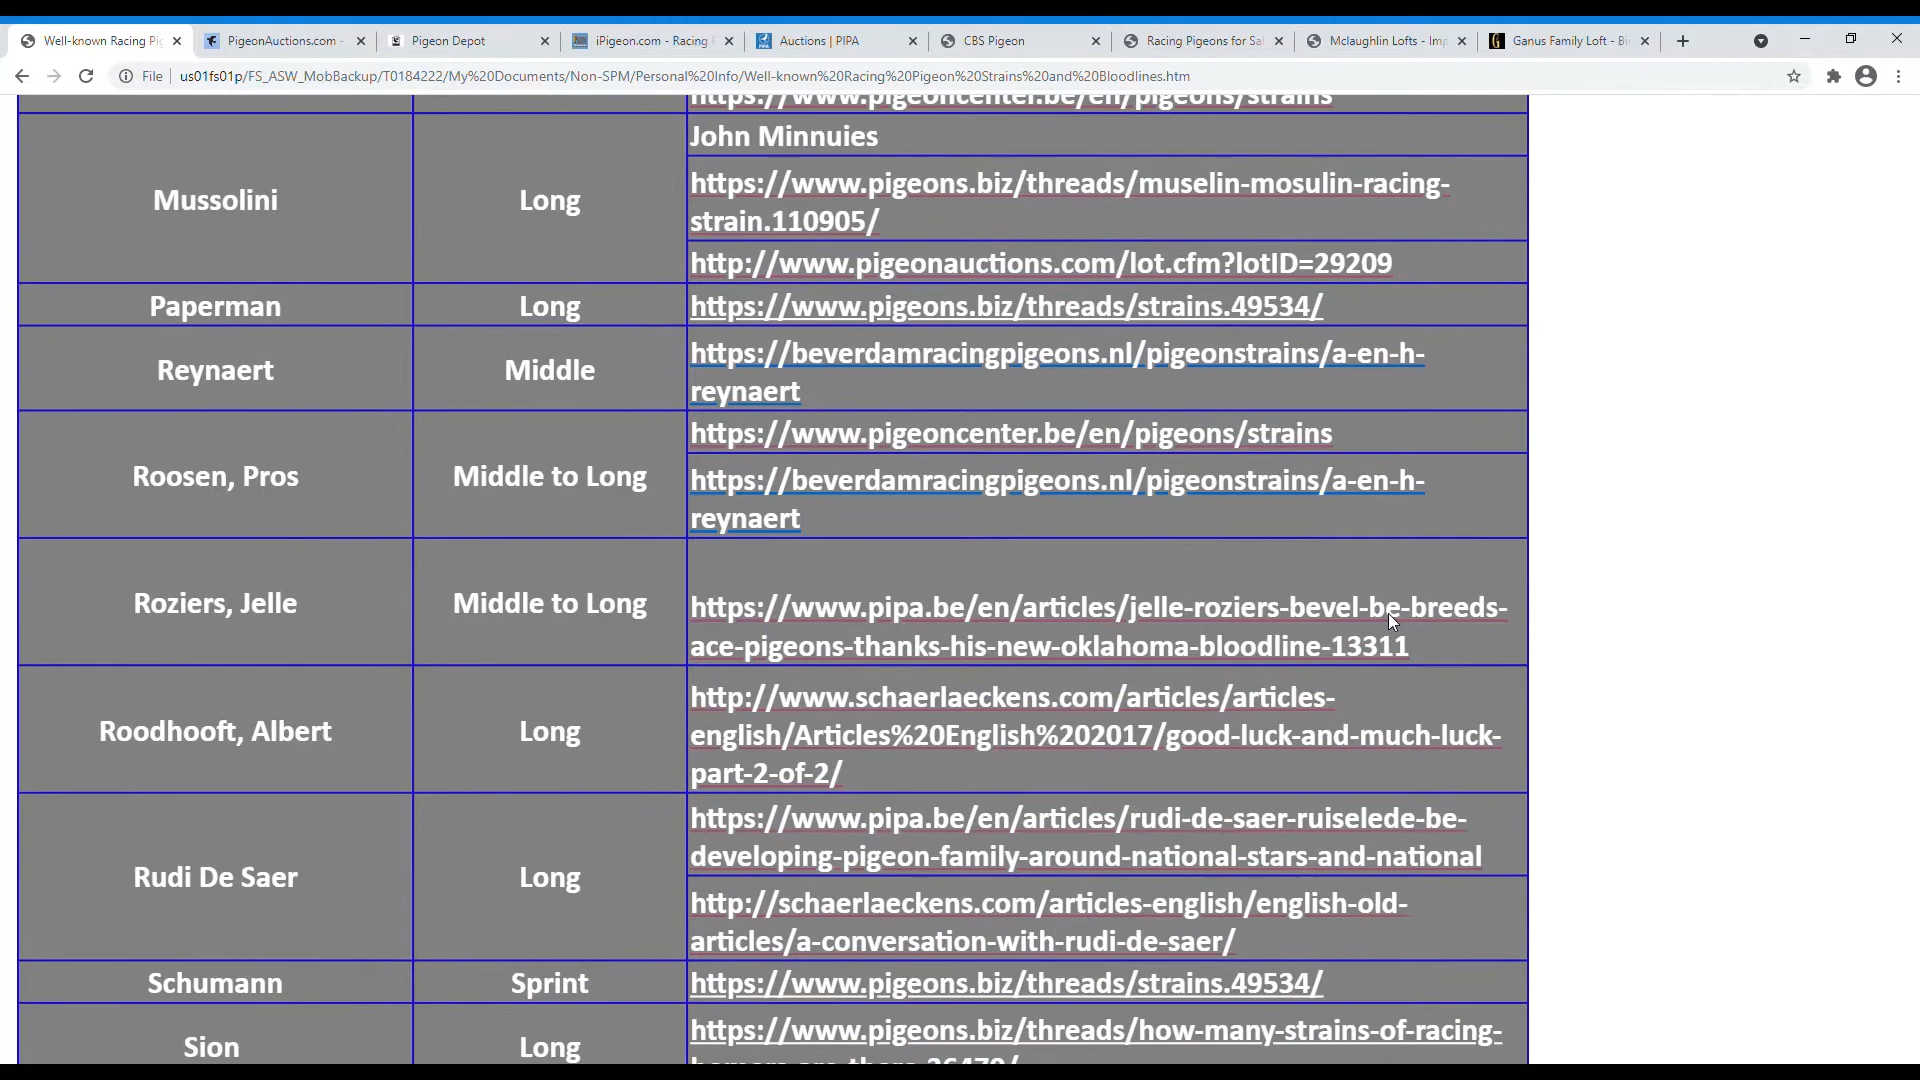 Well-known Racing Pig
PigeonAuctions.com -
Pigeon Depot
iPigeon.com - Racing
Auctions | PIPA
CBS Pigeon
Racing Pigeons for Sa
Mclaughlin Lofts - Imp
Ganus Family Loft - Bi
File us01fs01p/FS_ASW_MobBackup/T0184222/My%20Documents/Non-SPM/Personal%20Info/Well-known%20Racing%20Pigeon%20Strains%20and%20Bloodlines.htm
https://www.pigeoncenter.be/en/pigeons/strains
Mussolini
Long
John Minnuies
https://www.pigeons.biz/threads/muselin-mosulin-racing-
strain.110905/
http://www.pigeonauctions.com/lot.cfm?lotID=29209
Paperman
Long
https://www.pigeons.biz/threads/strains.49534/
Reynaert
Middle
https://beverdamracingpigeons.nl/pigeonstrains/a-en-h-
reynaert
Roosen, Pros
Middle to Long
https://www.pigeoncenter.be/en/pigeons/strains
https://beverdamracingpigeons.nl/pigeonstrains/a-en-h-
reynaert
Roziers, Jelle
Middle to Long
https://www.pipa.be/en/articles/jelle-roziers-bevel-be-breeds-
ace-pigeons-thanks-his-new-oklahoma-bloodline-13311
Roodhooft, Albert
Long
http://www.schaerlaeckens.com/articles/articles-
english/Articles%20English%202017/good-luck-and-much-luck-
part-2-of-2/
Rudi De Saer
Long
https://www.pipa.be/en/articles/rudi-de-saer-ruiselede-be-
developing-pigeon-family-around-national-stars-and-national
http://schaerlaeckens.com/articles-english/english-old-
articles/a-conversation-with-rudi-de-saer/
Schumann
Sprint
https://www.pigeons.biz/threads/strains.49534/
Sion
Long
https://www.pigeons.biz/threads/how-many-strains-of-racing-